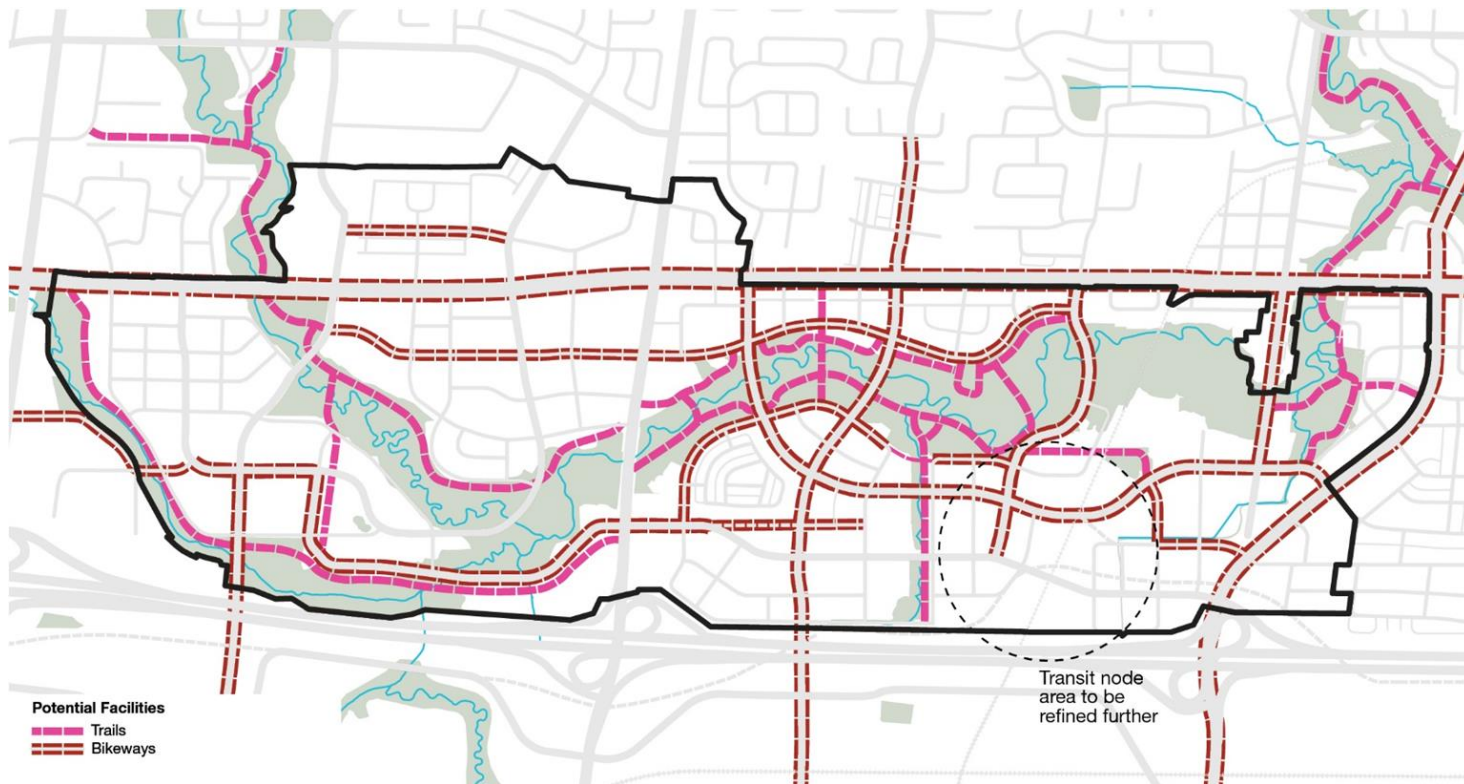 Transit node
area to be
refined further
Potential Facilities
Trails
Bikeways